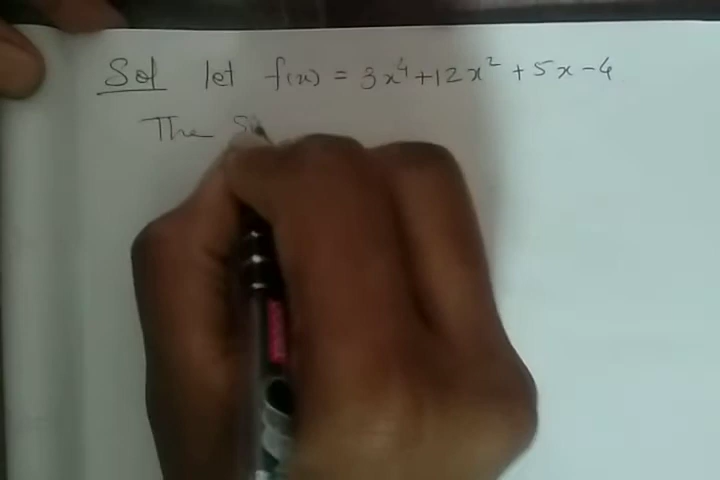 Sol let f(x) = 3x⁴+12x²+5x-4
The